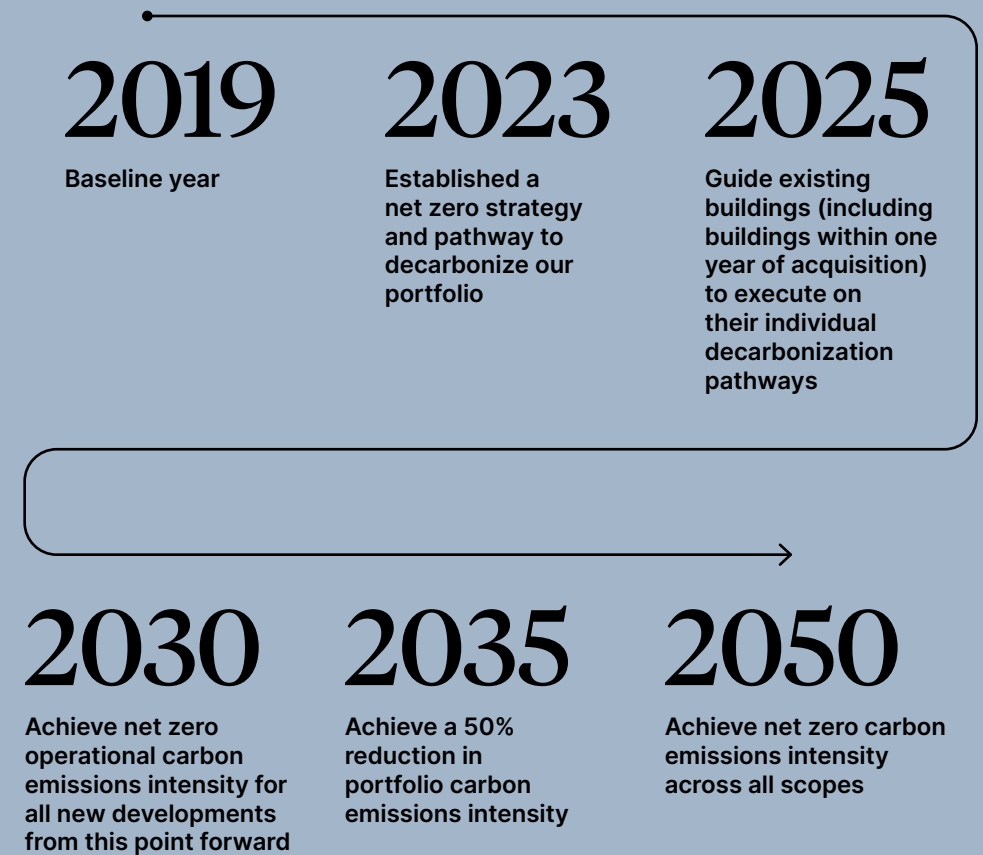 2019
Baseline year
2023
Established a
net zero strategy
and pathway to
decarbonize our
portfolio
2025
Guide existing
buildings (including
buildings within one
year of acquisition)
to execute on
their individual
decarbonization
pathways
2030
Achieve net zero
operational carbon
emissions intensity for
all new developments
from this point forward
2035
Achieve a 50%
reduction in
portfolio carbon
emissions intensity
2050
Achieve net zero carbon
emissions intensity
across all scopes